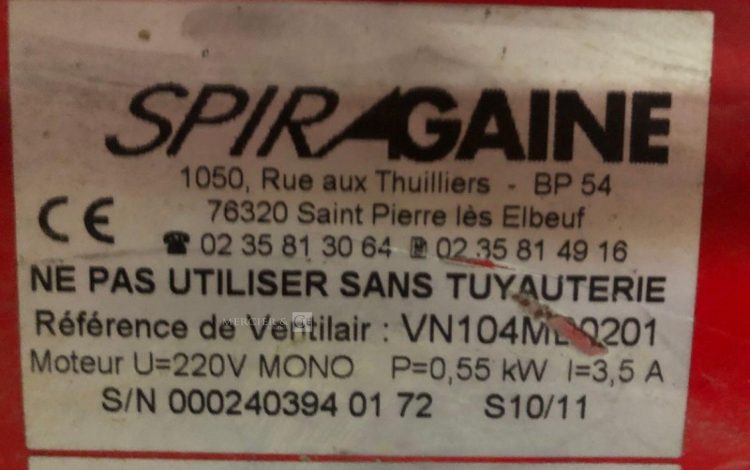 SPIRAGAINE
1050, Rue aux Thuilliers - BP 54
76320 Saint Pierre lès Elbeuf
CE ☎ 02 35 81 30 64 02 35 81 49 16
NE PAS UTILISER SANS TUYAUTERIE
MERCIER &
Référence de Ventilair :
Moteur U=220V MONO P=0,55 kW I=3,5 A
S/N 000240394 01 72 S10/11